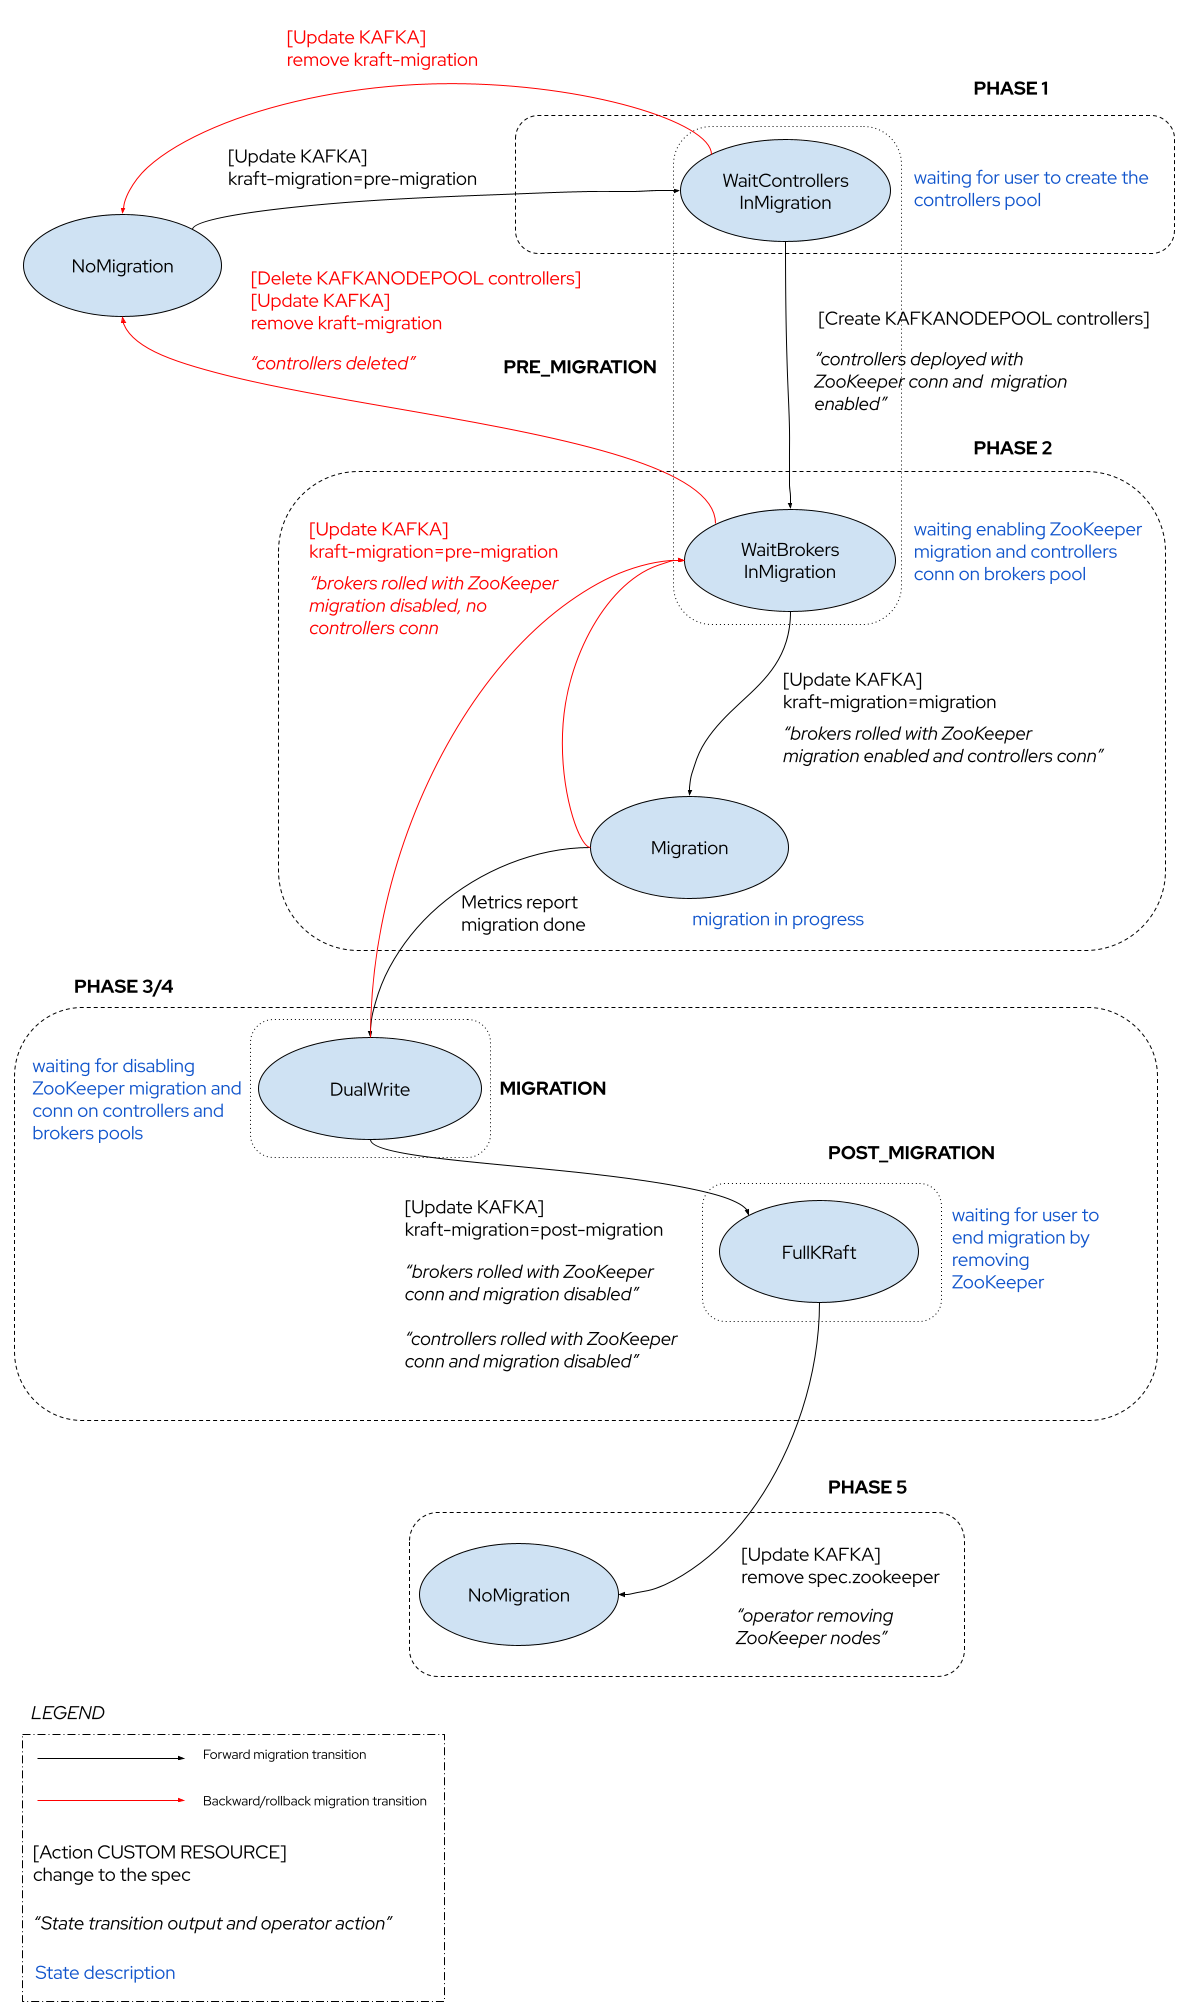 [Update KAFKA]
remove kraft-migration
PHASE 1
[Update KAFKA]
kraft-migration=pre-migration
WaitControllers
InMigration
waiting for user to create the
controllers pool
NoMigration
[Delete KAFKANODEPOOL controllers]
[Update KAFKA]
remove kraft-migration
“controllers deleted”
[Create KAFKANODEPOOL controllers]
“controllers deployed with
ZooKeeper conn and migration
enabled”
PRE_MIGRATION
PHASE 2
[Update KAFKA]
kraft-migration=pre-migration
“brokers rolled with ZooKeeper
migration disabled, no
controllers conn
WaitBrokers
InMigration
waiting enabling ZooKeeper
migration and controllers
conn on brokers pool
[Update KAFKA]
kraft-migration=migration
“brokers rolled with ZooKeeper
migration enabled and controllers conn”
Migration
Metrics report
migration done
migration in progress
PHASE 3/4
waiting for disabling
ZooKeeper migration and
conn on controllers and
brokers pools
DualWrite
MIGRATION
POST_MIGRATION
[Update KAFKA]
kraft-migration=post-migration
“brokers rolled with ZooKeeper
conn and migration disabled”
“controllers rolled with ZooKeeper
conn and migration disabled”
FullKRaft
waiting for user to
end migration by
removing
ZooKeeper
PHASE 5
NoMigration
[Update KAFKA]
remove spec.zookeeper
“operator removing
ZooKeeper nodes”
LEGEND
Forward migration transition
Backward/rollback migration transition
[Action CUSTOM RESOURCE]
change to the spec
“State transition output and operator action”
State description